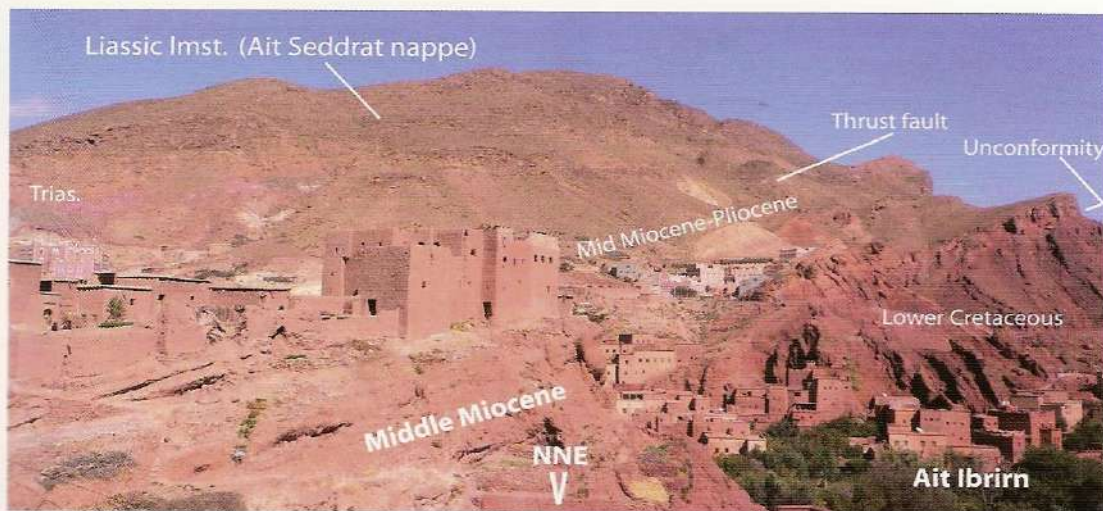 Liassic lmst. (Ait Seddrat nappe)
Thrust fault
Unconformity
Trias.
Mid Miocene-Pliocene
Lower Cretaceous
Middle Miocene
NNE
V
Ait Ibrirn